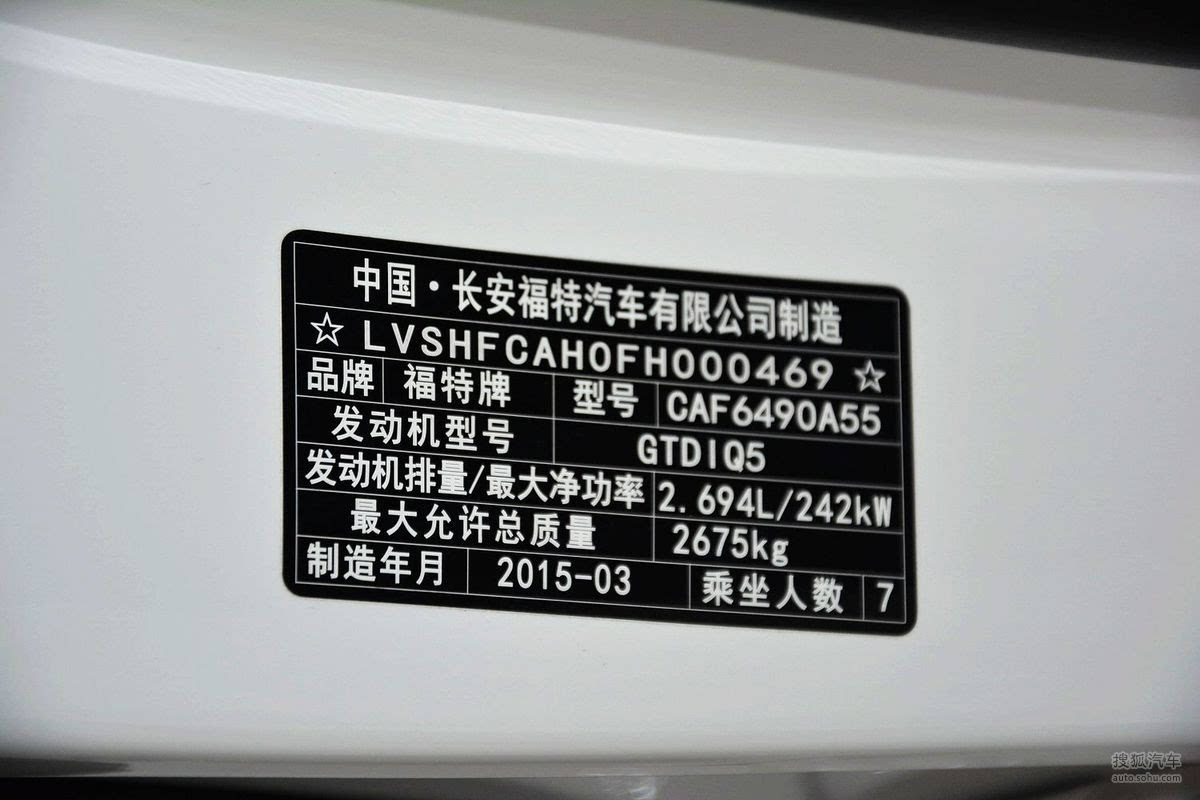 中国·长安福特汽车有限公司制造
☆LVSHFCAH0FH000469☆
品牌 福特牌 型号 CAF6490A55
发动机型号 GTDIQ5
发动机排量/最大净功率 2.694L/242kW
最大允许总质量 2675kg
制造年月 2015-03 乘坐人数 7
搜狐汽车
auto.sohu.com